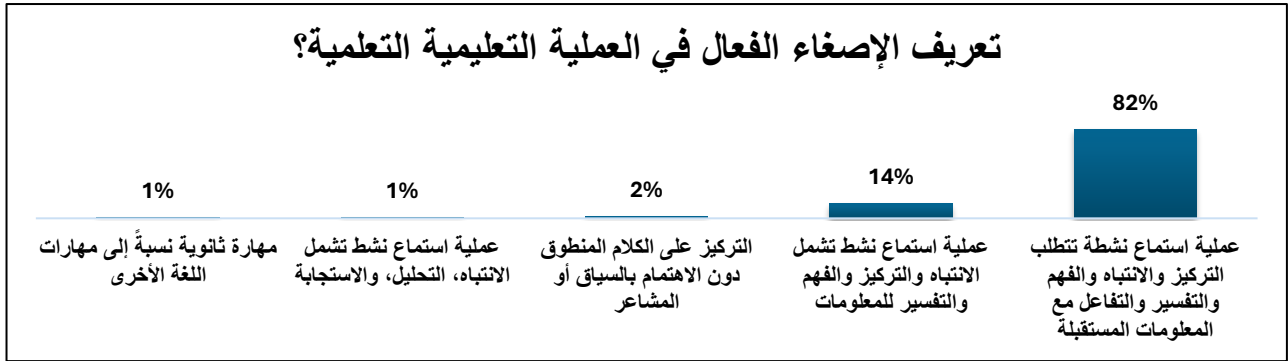 تعريف الإصغاء الفعال في العملية التعليمية التعلمية؟
82%
14%
2%
1%
1%
عملية استماع نشطة تتطلب
التركيز والانتباه والفهم
والتفسير والتفاعل مع
المعلومات المستقبلة
عملية استماع نشط تشمل
الانتباه والتركيز والفهم
والتفسير للمعلومات
التركيز على الكلام المنطوق
دون الاهتمام بالسياق أو
المشاعر
عملية استماع نشط تشمل
الانتباه، التحليل، والاستجابة
مهارة ثانوية نسبةً إلى مهارات
اللغة الأخرى